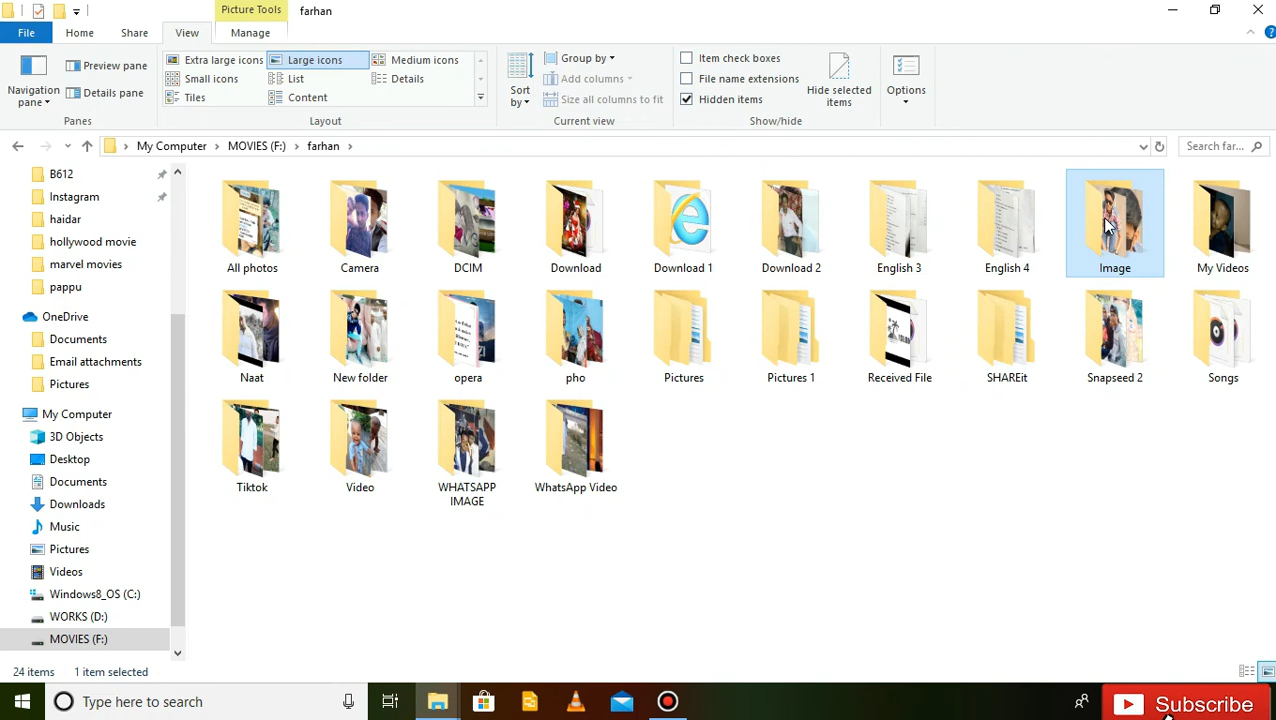 Picture Tools
farhan
File
Home
Share
View
Manage
Navigation pane
Preview pane
Details pane
Panes
Extra large icons
Large icons
Medium icons
Small icons
List
Details
Tiles
Content
Layout
Sort by
Group by
Add columns
Size all columns to fit
Current view
Item check boxes
File name extensions
Hidden items
Hide selected items
Show/hide
Options
My Computer
MOVIES (F:)
farhan
Search far...
B612
Instagram
haidar
hollywood movie
marvel movies
pappu
OneDrive
Documents
Email attachments
Pictures
My Computer
3D Objects
Desktop
Documents
Downloads
Music
Pictures
Videos
Windows8_OS (C:)
WORKS (D:)
MOVIES (F:)
All photos
Camera
DCIM
Download
Download 1
Download 2
English 3
English 4
Image
My Videos
Naat
New folder
opera
pho
Pictures
Pictures 1
Received File
SHAREit
Snapseed 2
Songs
Tiktok
Video
WHATSAPP IMAGE
WhatsApp Video
24 items
1 item selected
Type here to search
Subscribe